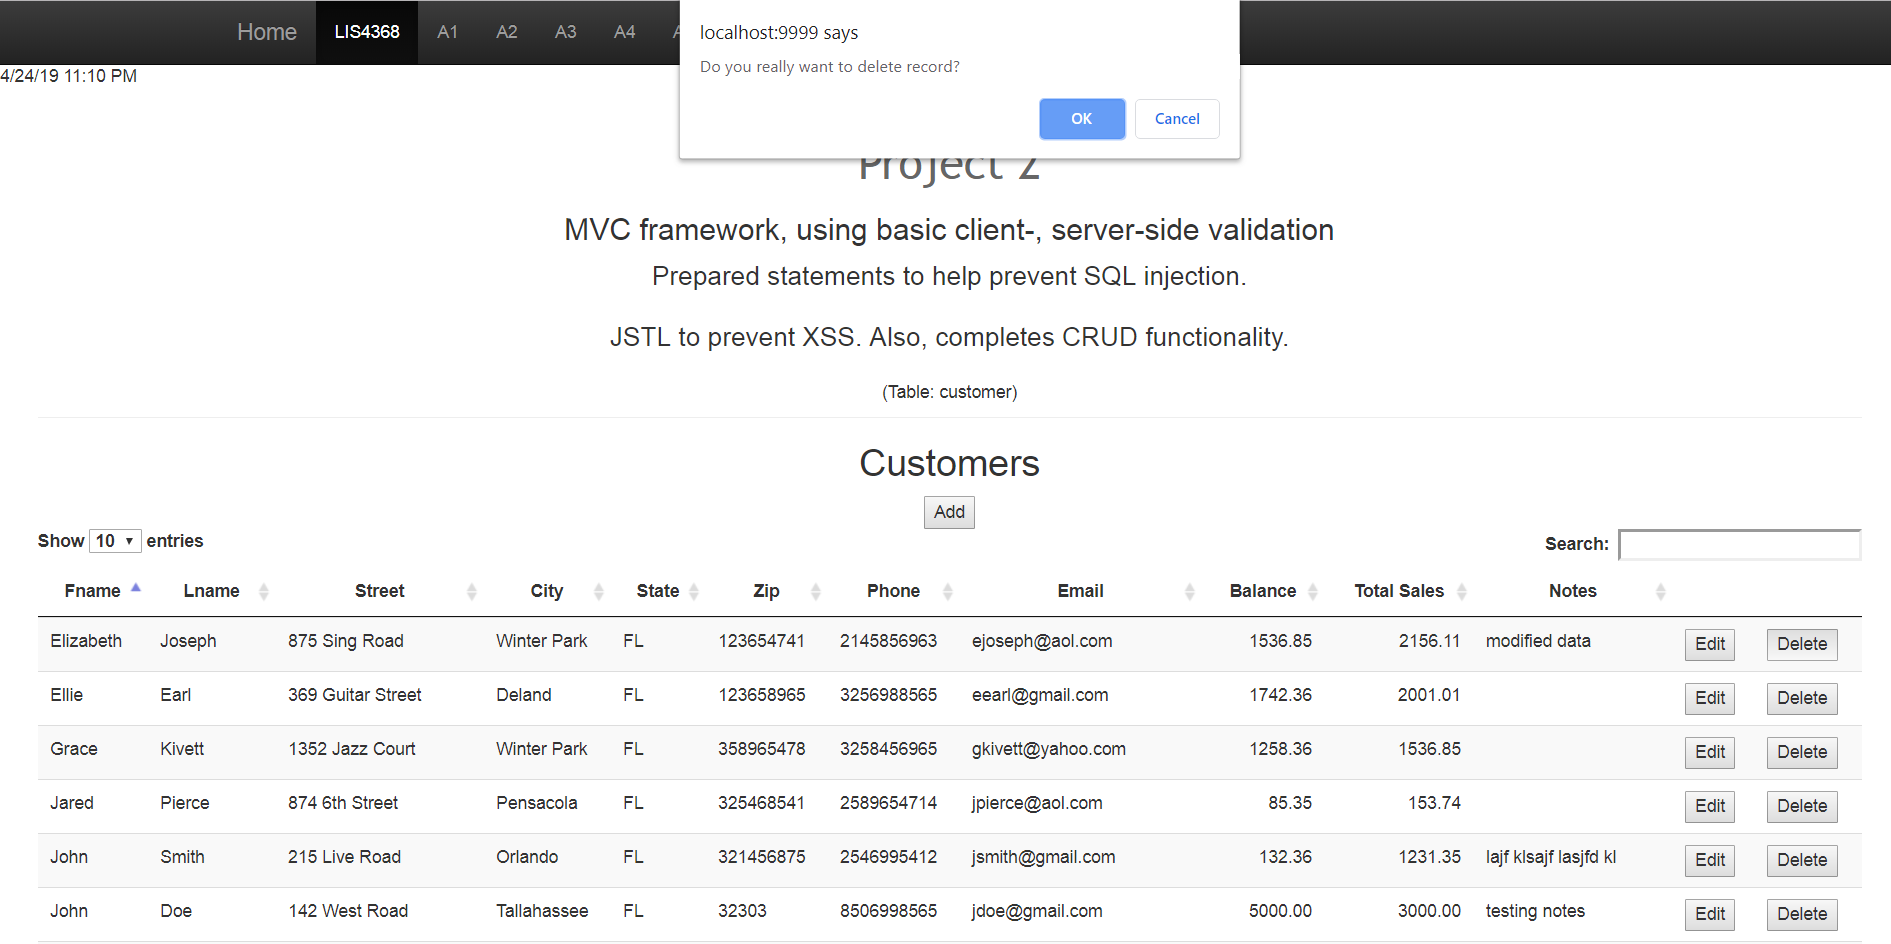 Home LIS4368 A1 A2 A3 A4
localhost:9999 says
Do you really want to delete record?
OK Cancel
4/24/19 11:10 PM
Project 2
MVC framework, using basic client-, server-side validation
Prepared statements to help prevent SQL injection.
JSTL to prevent XSS. Also, completes CRUD functionality.
(Table: customer)
Customers
Add
Show 10 entries Search:
Fname Lname Street City State Zip Phone Email Balance Total Sales Notes
Elizabeth Joseph 875 Sing Road Winter Park FL 123654741 2145856963 ejoseph@aol.com 1536.85 2156.11 modified data Edit Delete
Ellie Earl 369 Guitar Street Deland FL 123658965 3256988565 eearl@gmail.com 1742.36 2001.01 Edit Delete
Grace Kivett 1352 Jazz Court Winter Park FL 358965478 3258456965 gkivett@yahoo.com 1258.36 1536.85 Edit Delete
Jared Pierce 874 6th Street Pensacola FL 325468541 2589654714 jpierce@aol.com 85.35 153.74 Edit Delete
John Smith 215 Live Road Orlando FL 321456875 2546995412 jsmith@gmail.com 132.36 1231.35 lajf klsajf lasjfd kl Edit Delete
John Doe 142 West Road Tallahassee FL 32303 8506998565 jdoe@gmail.com 5000.00 3000.00 testing notes Edit Delete